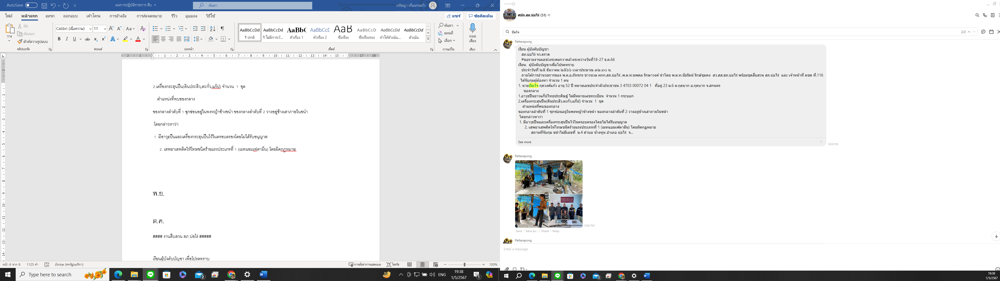 AutoSave
ผลการปฏิบัติราชการ สืบ
ค้นหา
ปรัชญา เกี้ยงกรแก้ว
ไฟล์ หน้าแรก แทรก ออกแบบ เค้าโครง การอ้างอิง การส่งจดหมาย รีวิว มุมมอง วิธีใช้
แชร์ ข้อคิดเห็น
วาง
ตัด
คัดลอก
ตัวคัดวางรูปแบบ
คลิปบอร์ด
Calibri (เนื้อความ) 11
ฟอนต์
ย่อหน้า
AaBbCcDd AaBbCcDd AaBbC AaBbCcD AaB AaBbCcD AaBbCcDd AaBbCcDd
ปกติ ไม่มีการเว้... หัวเรื่อง 1 หัวเรื่อง 2 ชื่อเรื่อง ชื่อเรื่องรอง ทำให้ตัวเน้น... ตัวเน้น
สไตล์
ค้นหา
แทนที่
เลือก
การแก้ไข
ถอดเสียง
เสียง
2.เครื่องกระสุนปืน(ดินประสิว,ตะกั่ว,แก็ป) จำนวน 1 ชุด
ตำแหน่งที่พบของกลาง
ของกลางลำดับที่ 1 ซุกซ่อนอยู่ในพงหญ้าข้างขนำ ของกลางลำดับที่ 2 วางอยู่ข้างเสาภายในขนำ
โดยกล่าวหาว่า
1. มีอาวุธปืนและเครื่องกระสุนปืนไว้ในครอบครองโดยไม่ได้รับอนุญาต
2. เสพยาเสพติดให้โทษชนิดร้ายแรงประเภทที่ 1 (เมทแอมเฟตามีน) โดยผิดกฏหมาย
พ.ย.
ต.ค.
#### งานสืบสวน สภ.บ่อไร่ #####
เรียนผู้บังคับบัญชา เพื่อโปรดทราบ
หน้า 6 จาก 8 1125 คำ อังกฤษ (สหรัฐอเมริกา)
การตั้งค่าการแสดงผล โฟกัส 100%
Type here to search
ENG
19:38
1/5/2567
ศปก.สภ.บ่อไร่ (51)
ปัดใจ
2/2
Pattarapong
เรียน ผู้บังคับบัญชา
สภ.บ่อไร่ จว.ตราด
#ขอรายงานผลช่วงระดมกวาดล้างระหว่างวันที่18-27 ธ.ค.66
เรียน. ผู้บังคับบัญชาเพื่อโปรดทราบ
ประจำวันที่ ๒๕ ธันวาคม ๒๕๖๖ เวลาประมาณ ๑๒.๓๐ น.
ภายใต้การอำนวยการของ พ.ต.อ.ภัทรกร ขาวนวล ผกก.สภ.บ่อไร่ ,พ.ต.ท.นพดล รักษาวงค์ นำโดย พ.ต.ท.ชัยรัตน์ รักษ์ชุมคง สว.สส.สภ.บ่อไร่ พร้อมชุดสืบสวน สภ.บ่อไร่ และ เจ้าหน้าที่ ตชด ที่.116
ได้จับกุมผู้ต้องหา จำนวน 1 คน
1. นายปัดใจ กุดวงศ์แก้ว อายุ 52 ปี หมายเลขประจำตัวประชาชน 3 4703 00072 04 1 ที่อยู่ 23 ม.6 ต.กุดบาก อ.กุดบาก จ.สกนคร
ของกลาง
1.อาวุธปืนยาวแก็ปไทยประดิษฐ์ ไม่มีหมายเลขทะเบียน จำนวน 1 กระบอก
2.เครื่องกระสุนปืน(ดินประสิว,ตะกั่ว,แก็ป) จำนวน 1 ชุด
ตำแหน่งที่พบของกลาง
ของกลางลำดับที่ 1 ซุกซ่อนอยู่ในพงหญ้าข้างขนำ ของกลางลำดับที่ 2 วางอยู่ข้างเสาภายในขนำ
โดยกล่าวหาว่า
1. มีอาวุธปืนและเครื่องกระสุนปืนไว้ในครอบครองโดยไม่ได้รับอนุญาต
2. เสพยาเสพติดให้โทษชนิดร้ายแรงประเภทที่ 1 (เมทแอมเฟตามีน) โดยผิดกฏหมาย
สถานที่จับกุม ขนำไม่มีเลขที่ ม.4 ตำบล ช้างทูน อำเภอ บ่อไร่ จ...
See more
5:56 PM
Pattarapong
5:56 PM
Save Save as... Share Keep
Pattarapong
Enter a message
19:38
1/5/2567